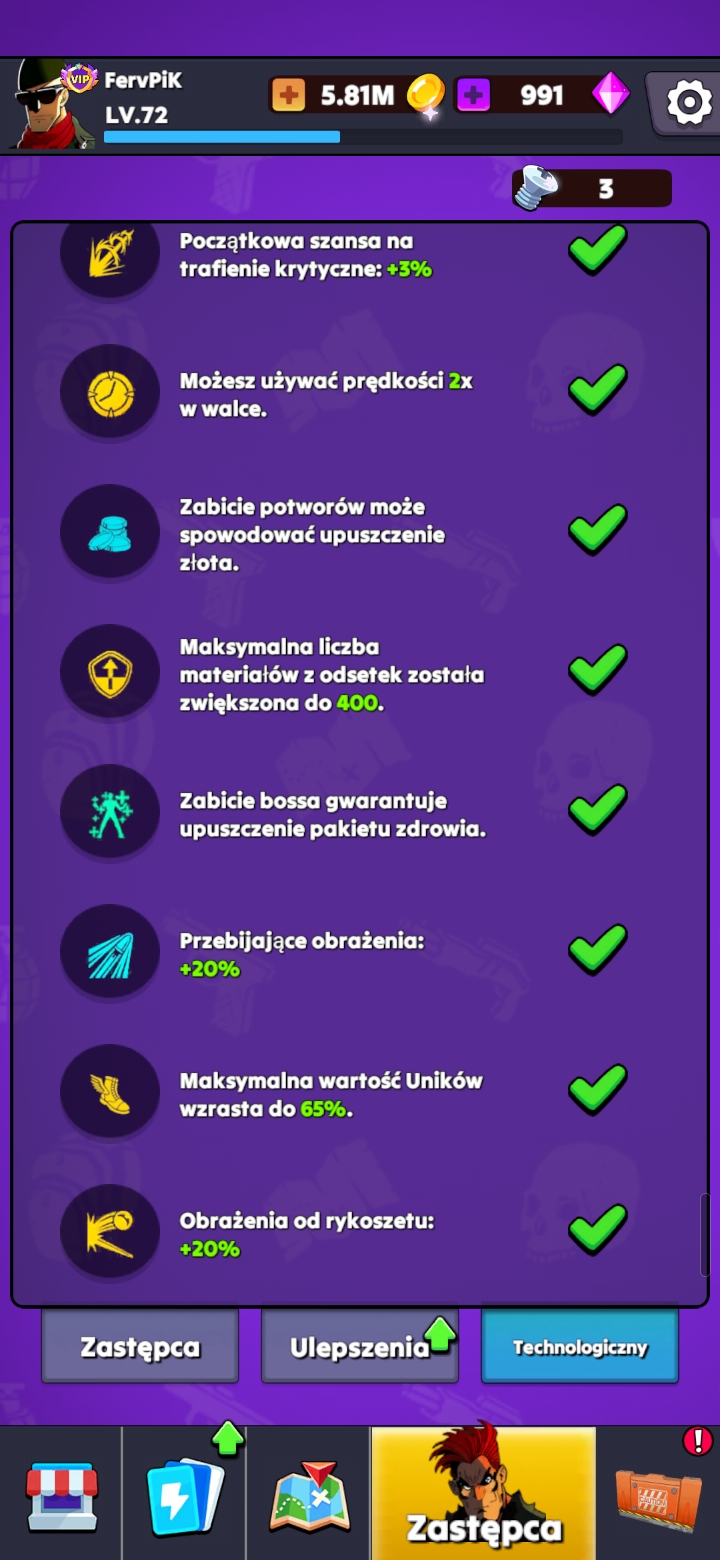 VIP
FervPiK
LV.72
5.81M
991
3
Początkowa szansa na
trafienie krytyczne: +3%
Możesz używać prędkości 2x
w walce.
Zabicie potworów może
spowodować upuszczenie
złota.
Maksymalna liczba
materiałów z odsetek została
zwiększona do 400.
Zabicie bossa gwarantuje
upuszczenie pakietu zdrowia.
Przebijające obrażenia:
+20%
Maksymalna wartość Uników
wzrasta do 65%.
Obrażenia od rykoszetu:
+20%
Zastępca
Ulepszenia
Technologiczny
Zastępca
CAUTION